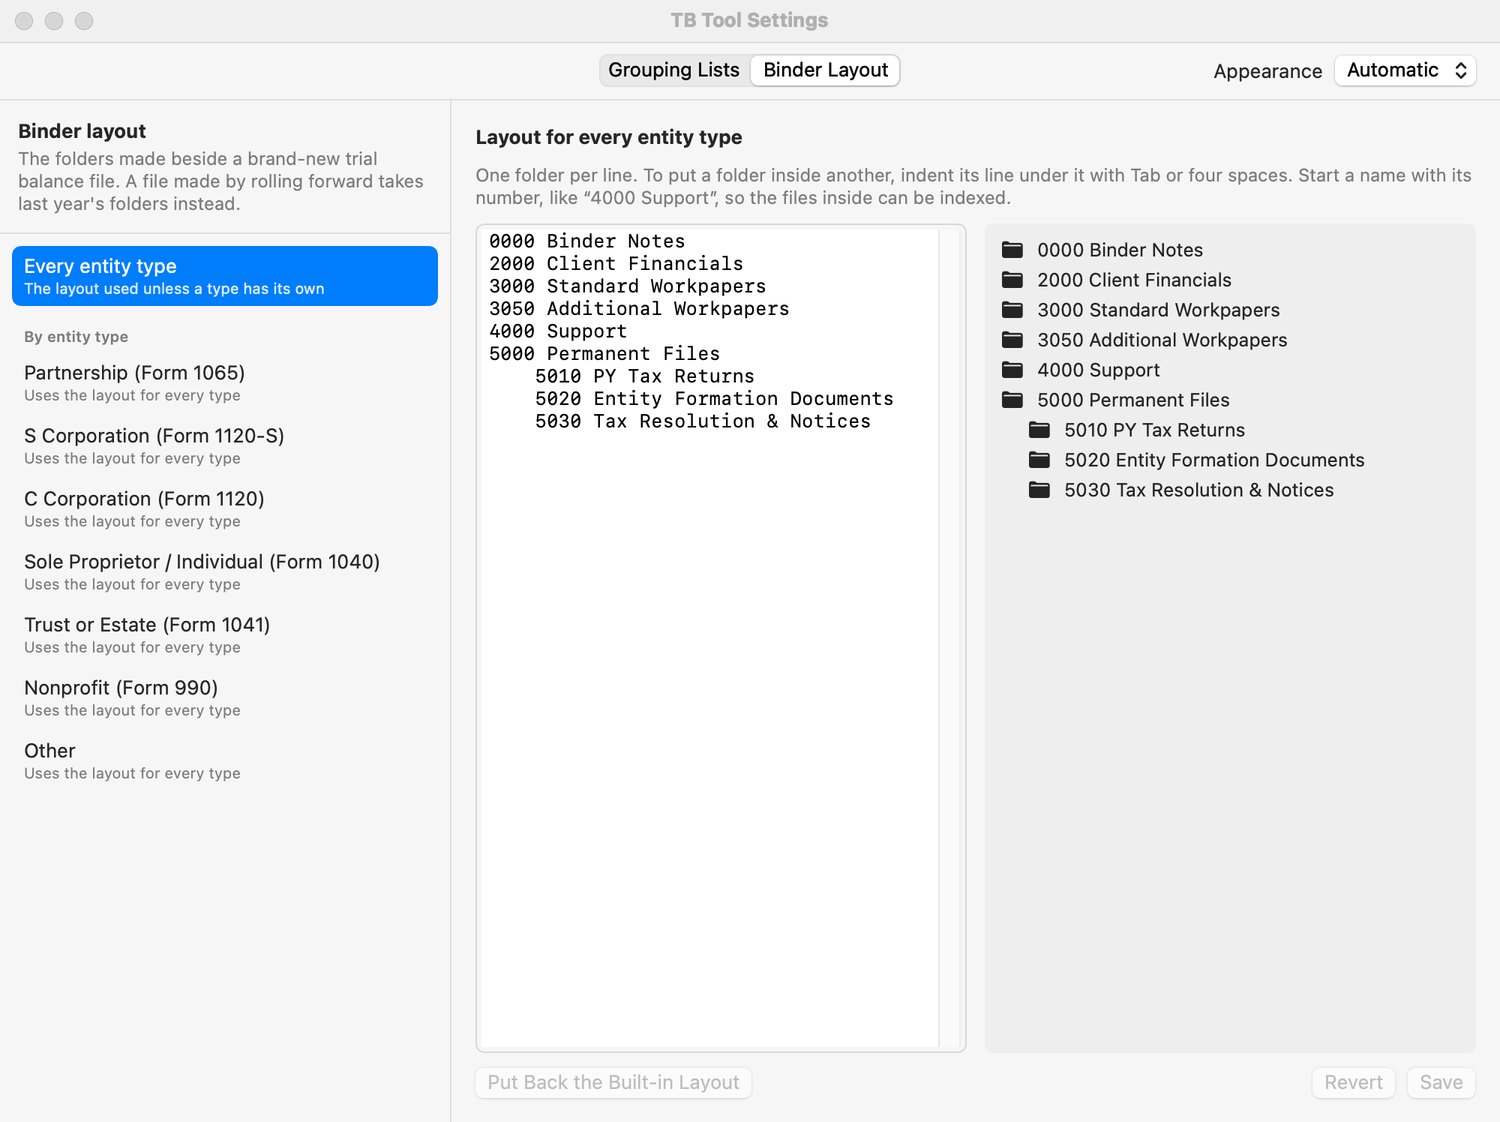 TB Tool Settings
Grouping Lists
Binder Layout
Appearance
Automatic
Binder layout
The folders made beside a brand-new trial
balance file. A file made by rolling forward takes
last year's folders instead.
Every entity type
The layout used unless a type has its own
By entity type
Partnership (Form 1065)
Uses the layout for every type
S Corporation (Form 1120-S)
Uses the layout for every type
C Corporation (Form 1120)
Uses the layout for every type
Sole Proprietor / Individual (Form 1040)
Uses the layout for every type
Trust or Estate (Form 1041)
Uses the layout for every type
Nonprofit (Form 990)
Uses the layout for every type
Other
Uses the layout for every type
Layout for every entity type
One folder per line. To put a folder inside another, indent its line under it with Tab or four spaces. Start a name with its
number, like “4000 Support”, so the files inside can be indexed.
0000 Binder Notes
2000 Client Financials
3000 Standard Workpapers
3050 Additional Workpapers
4000 Support
5000 Permanent Files
    5010 PY Tax Returns
    5020 Entity Formation Documents
    5030 Tax Resolution & Notices
0000 Binder Notes
2000 Client Financials
3000 Standard Workpapers
3050 Additional Workpapers
4000 Support
5000 Permanent Files
5010 PY Tax Returns
5020 Entity Formation Documents
5030 Tax Resolution & Notices
Put Back the Built-in Layout
Revert
Save